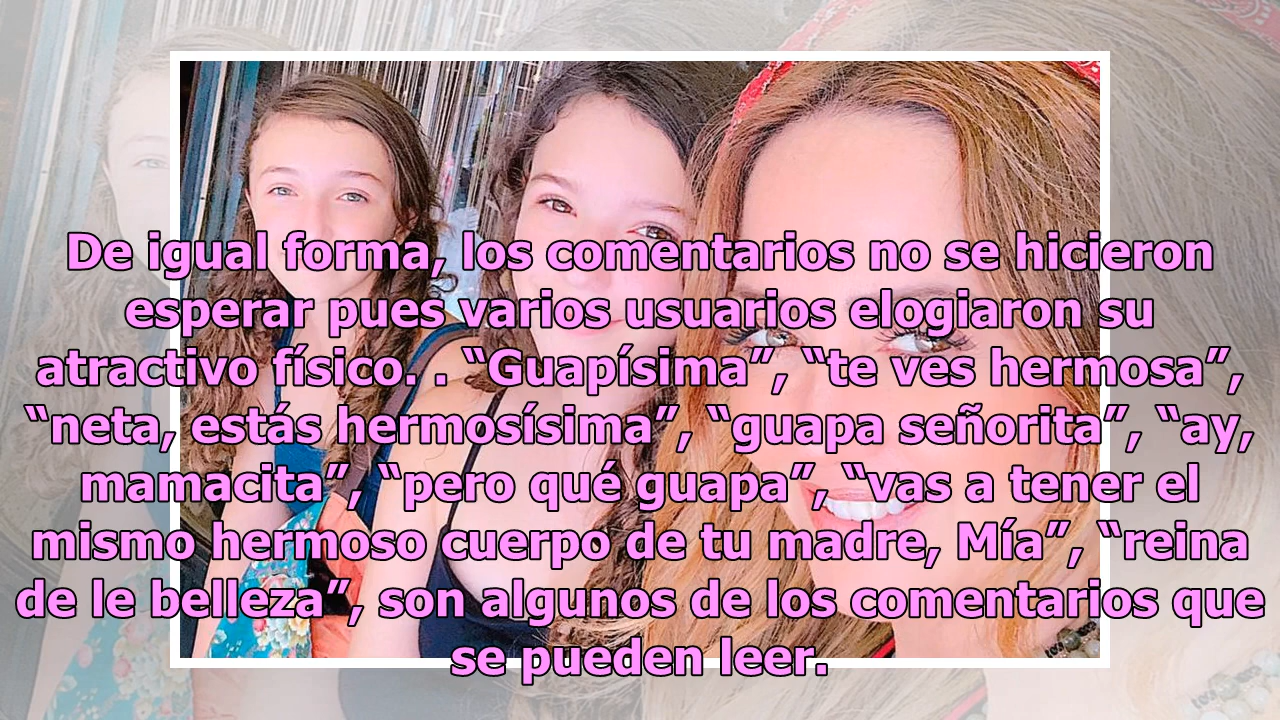 De igual forma, los comentarios no se hicieron
esperar pues varios usuarios elogiaron su
atractivo físico. . “Guapísima”, “te ves hermosa”,
“neta, estás hermosísima”, “guapa señorita”, “ay,
mamacita”, “pero qué guapa”, “vas a tener el
mismo hermoso cuerpo de tu madre, Mía”, “reina
de le belleza”, son algunos de los comentarios que
se pueden leer.